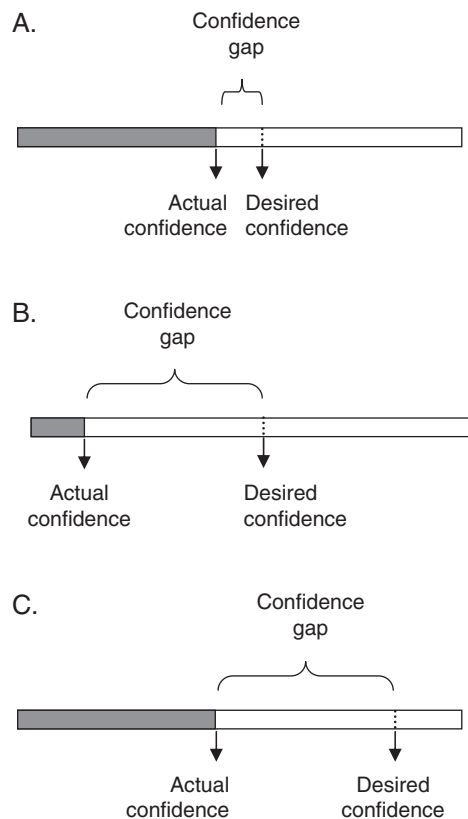 A.
Confidence
gap
Actual Desired
confidence confidence
B.
Confidence
gap
Actual Desired
confidence confidence
C.
Confidence
gap
Actual Desired
confidence confidence